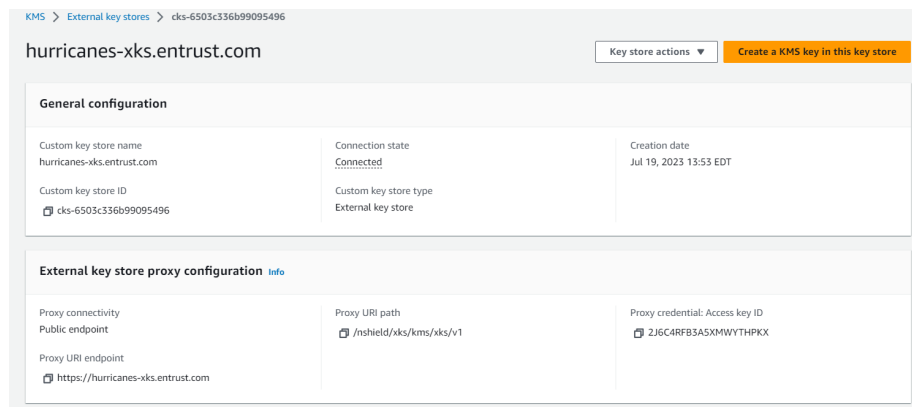 KMS > External key stores > cks-6503c336b99095496
hurricanes-xks.entrust.com
Key store actions ▼
Create a KMS key in this key store
General configuration
Custom key store name
hurricanes-xks.entrust.com
Custom key store ID
cks-6503c336b99095496
Connection state
Connected
Custom key store type
External key store
Creation date
Jul 19, 2023 13:53 EDT
External key store proxy configuration Info
Proxy connectivity
Public endpoint
Proxy URI endpoint
https://hurricanes-xks.entrust.com
Proxy URI path
/nshield/xks/kms/xks/v1
Proxy credential: Access key ID
2J6C4RFB3A5XMWYTHPKX